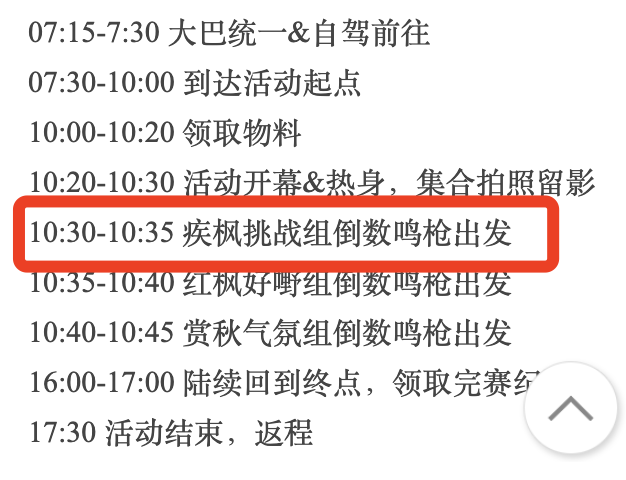 07:15-7:30 大巴统一&自驾前往
07:30-10:00 到达活动起点
10:00-10:20 领取物料
10:20-10:30 活动开幕&热身，集合拍照留影
10:30-10:35 疾枫挑战组倒数鸣枪出发
10:35-10:40 红枫好嘢组倒数鸣枪出发
10:40-10:45 赏秋气氛组倒数鸣枪出发
16:00-17:00 陆续回到终点，领取完赛
17:30 活动结束，返程